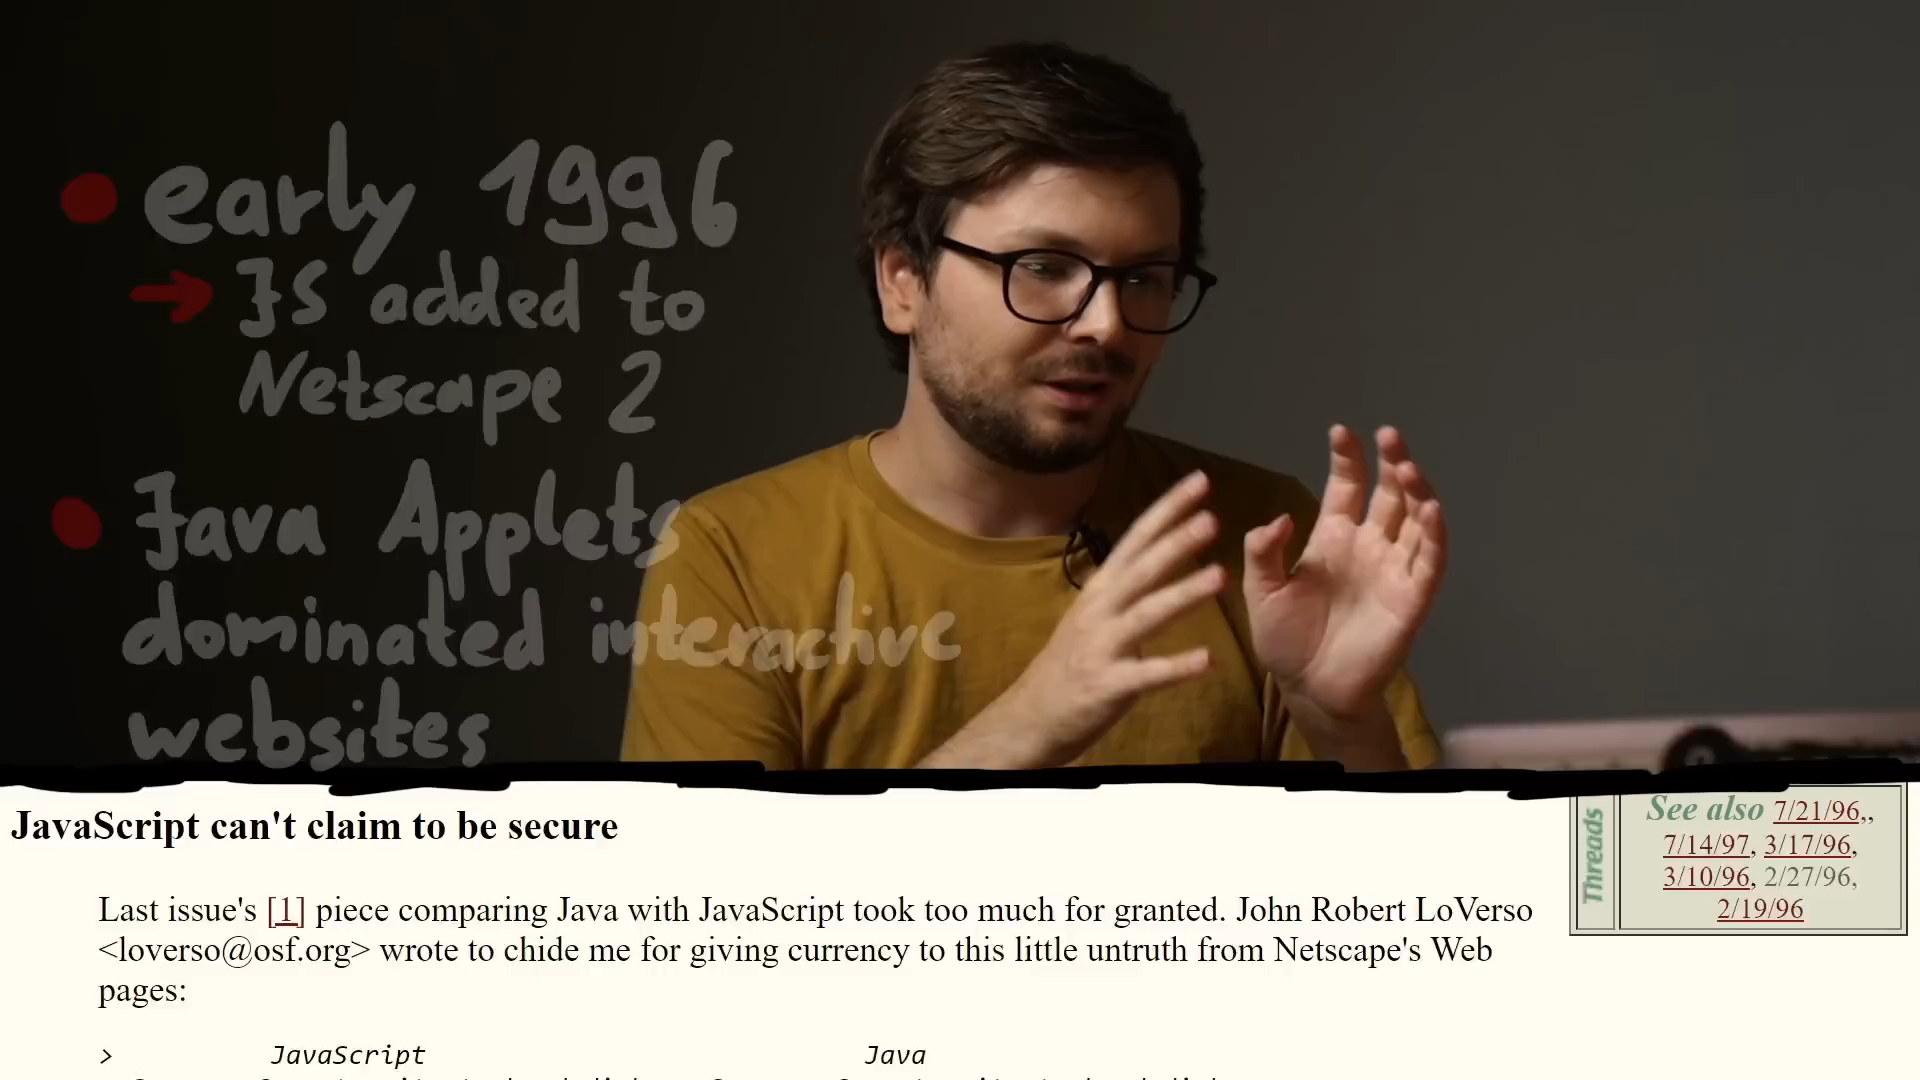 early 1996
JS added to
Netscape 2
Java Applets
dominated interactive
websites
JavaScript can't claim to be secure
Threads
See also 7/21/96,,
7/14/97, 3/17/96,
3/10/96, 2/27/96,
2/19/96
Last issue's [1] piece comparing Java with JavaScript took too much for granted. John Robert LoVerso
<loverso@osf.org> wrote to chide me for giving currency to this little untruth from Netscape's Web
pages:
> JavaScript Java